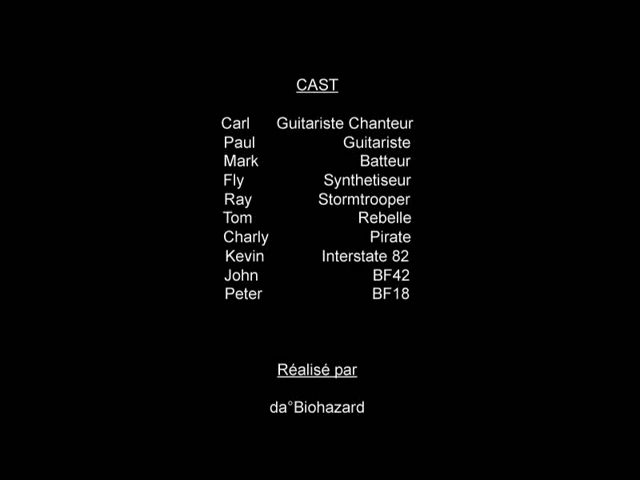 CAST
Carl Guitariste Chanteur
Paul Guitariste
Mark Batteur
Fly Synthetiseur
Ray Stormtrooper
Tom Rebelle
Charly Pirate
Kevin Interstate 82
John BF42
Peter BF18
Réalisé par
da°Biohazard